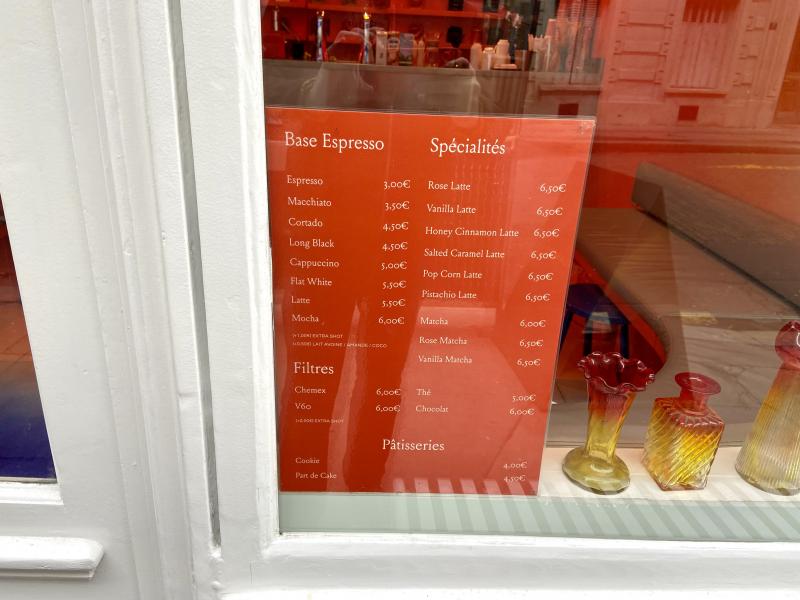 Base Espresso
Espresso 3,00€
Macchiato 3,50€
Cortado 4,50€
Long Black 4,50€
Cappuccino 5,00€
Flat White 5,50€
Latte 5,50€
Mocha 6,00€
(+1,00€) EXTRA SHOT
(+0,50€) LAIT AVOINE / AMANDE / COCO
Filtres
Chemex 6,00€
V60 6,00€
EXTRA SHOT
Spécialités
Rose Latte 6,50€
Vanilla Latte 6,50€
Honey Cinnamon Latte 6,50€
Salted Caramel Latte 6,50€
Pop Corn Latte 6,50€
Pistachio Latte 6,50€
Matcha 6,00€
Rose Matcha 6,50€
Vanilla Matcha 6,50€
Thé 5,00€
Chocolat 6,00€
Pâtisseries
Cookie 4,00€
Part de Cake 4,50€